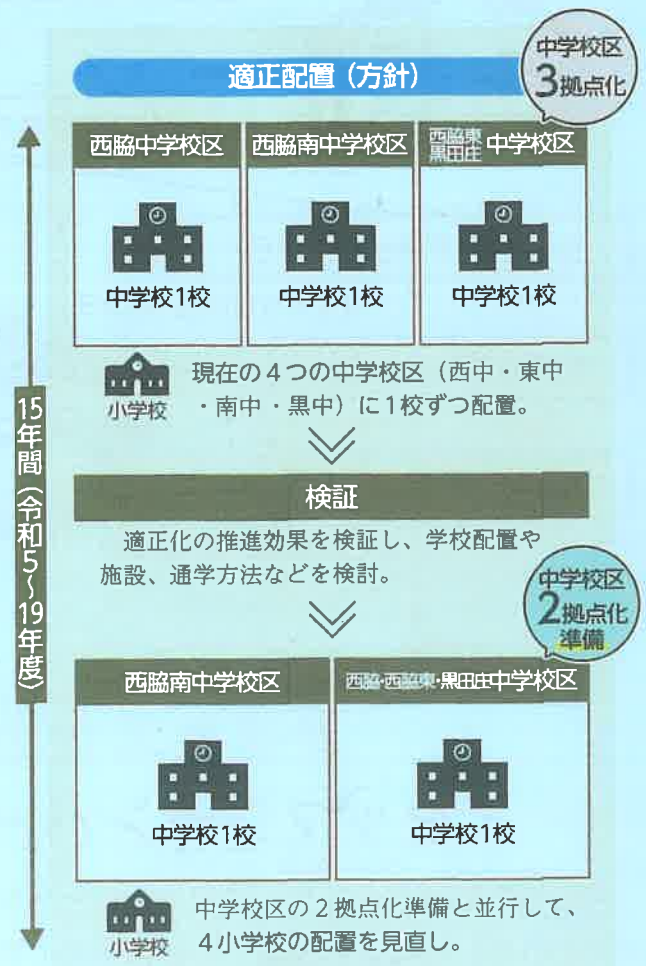 中学校区
3拠点化
適正配置（方針）
西脇中学校区
西脇南中学校区
西脇東
黒田庄
中学校区
中学校1校
中学校1校
中学校1校
小学校
現在の４つの中学校区（西中・東中
・南中・黒中）に１校ずつ配置。
15年間（令和5～19年度）
検証
適正化の推進効果を検証し、学校配置や
施設、通学方法などを検討。
中学校区
2拠点化
準備
西脇南中学校区
西脇・西脇東・黒田庄中学校区
中学校1校
中学校1校
小学校
中学校区の２拠点化準備と並行して、
４小学校の配置を見直し。